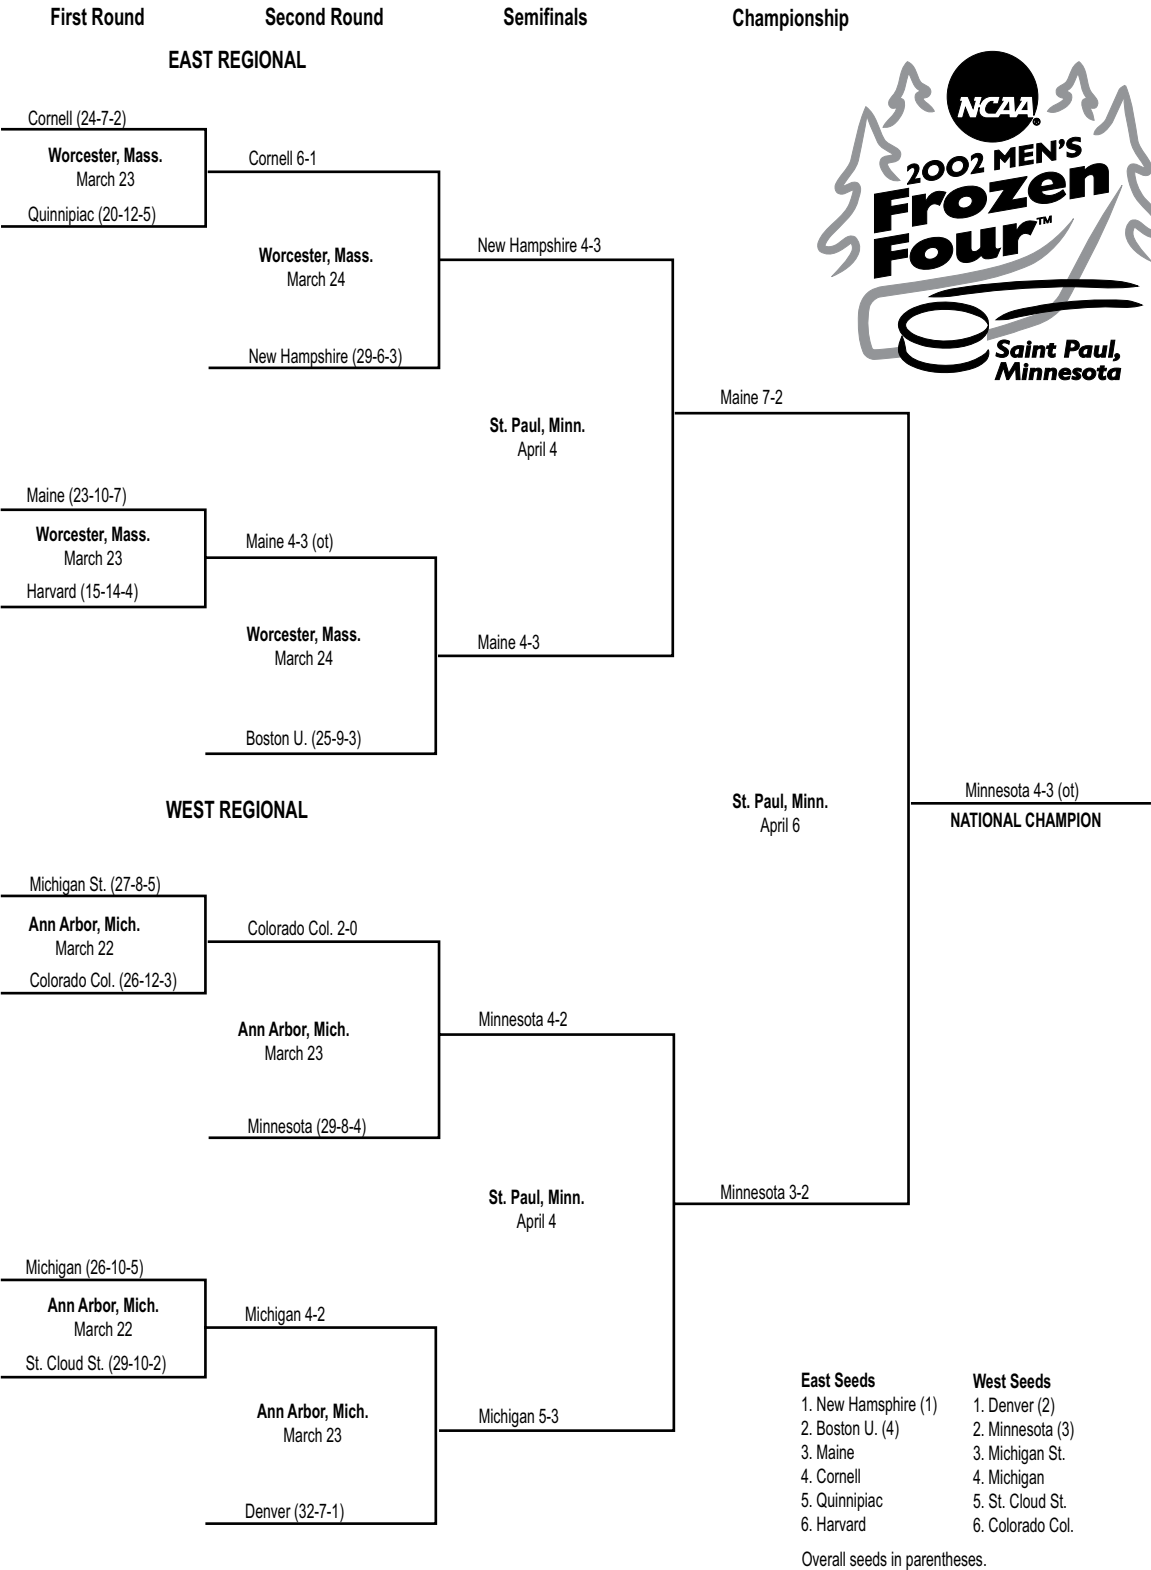 First Round
Second Round
Semifinals
Championship
EAST REGIONAL
NCAA®
2002 MEN'S
Frozen
Four™
Saint Paul,
Minnesota
Cornell (24-7-2)
Worcester, Mass.
March 23
Quinnipiac (20-12-5)
Cornell 6-1
Worcester, Mass.
March 24
New Hampshire (29-6-3)
New Hampshire 4-3
St. Paul, Minn.
April 4
Maine 7-2
Maine (23-10-7)
Worcester, Mass.
March 23
Harvard (15-14-4)
Maine 4-3 (ot)
Worcester, Mass.
March 24
Boston U. (25-9-3)
Maine 4-3
St. Paul, Minn.
April 6
Minnesota 4-3 (ot)
NATIONAL CHAMPION
WEST REGIONAL
Michigan St. (27-8-5)
Ann Arbor, Mich.
March 22
Colorado Col. (26-12-3)
Colorado Col. 2-0
Ann Arbor, Mich.
March 23
Minnesota (29-8-4)
Minnesota 4-2
St. Paul, Minn.
April 4
Minnesota 3-2
Michigan (26-10-5)
Ann Arbor, Mich.
March 22
St. Cloud St. (29-10-2)
Michigan 4-2
Ann Arbor, Mich.
March 23
Denver (32-7-1)
Michigan 5-3
East Seeds
1. New Hamsphire (1)
2. Boston U. (4)
3. Maine
4. Cornell
5. Quinnipiac
6. Harvard
West Seeds
1. Denver (2)
2. Minnesota (3)
3. Michigan St.
4. Michigan
5. St. Cloud St.
6. Colorado Col.
Overall seeds in parentheses.